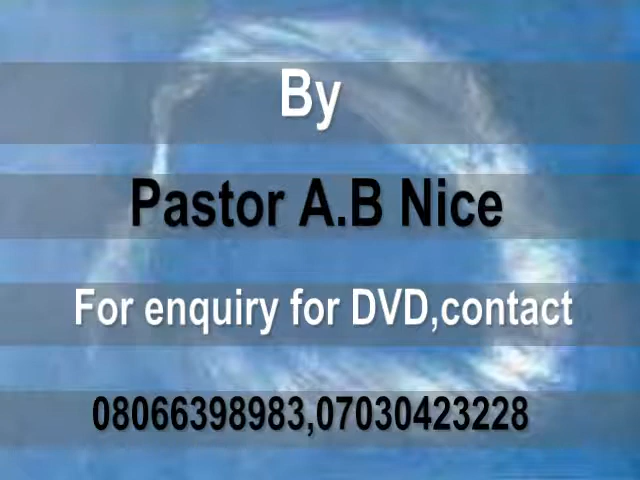 By
Pastor A.B Nice
For enquiry for DVD,contact
08066398983,07030423228